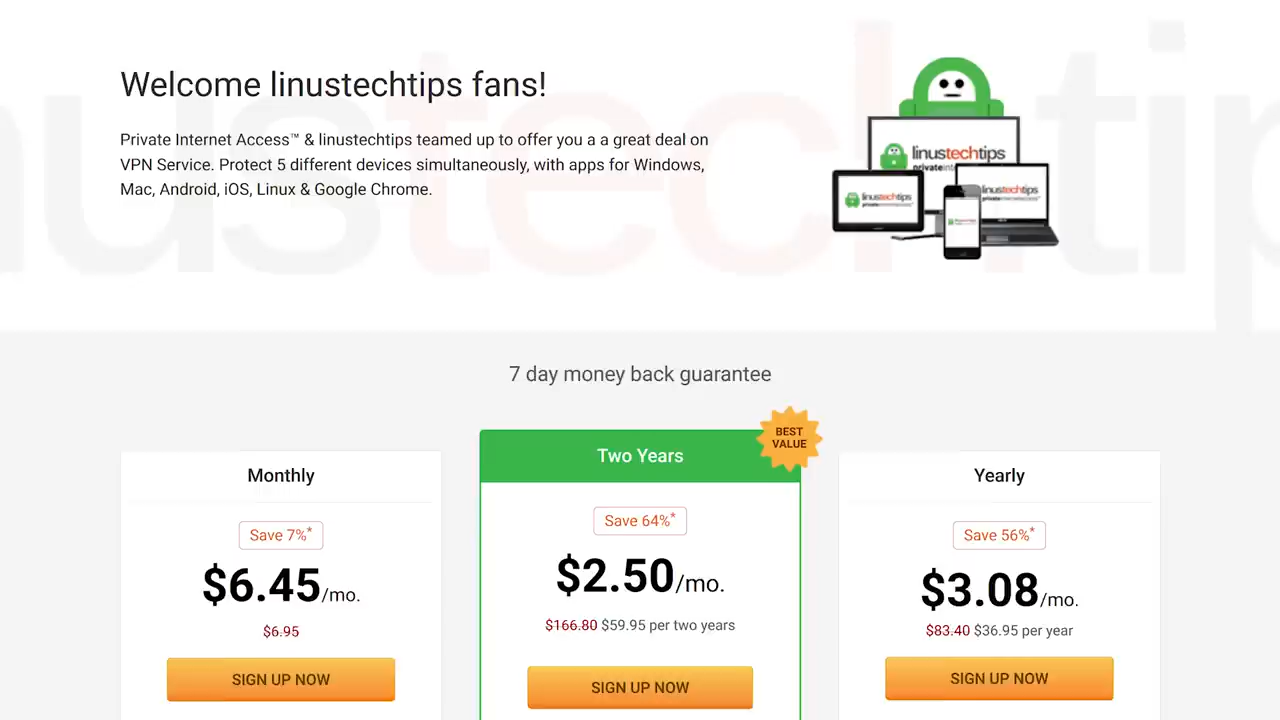 Welcome linustechtips fans!
Private Internet Access™ & linustechtips teamed up to offer you a a great deal on
VPN Service. Protect 5 different devices simultaneously, with apps for Windows,
Mac, Android, iOS, Linux & Google Chrome.
linustechtips
linustechtips
linustechtips
7 day money back guarantee
BEST
VALUE
Monthly
Save 7%*
$6.45/mo.
$6.95
SIGN UP NOW
Two Years
Save 64%*
$2.50/mo.
$166.80 $59.95 per two years
SIGN UP NOW
Yearly
Save 56%*
$3.08/mo.
$83.40 $36.95 per year
SIGN UP NOW